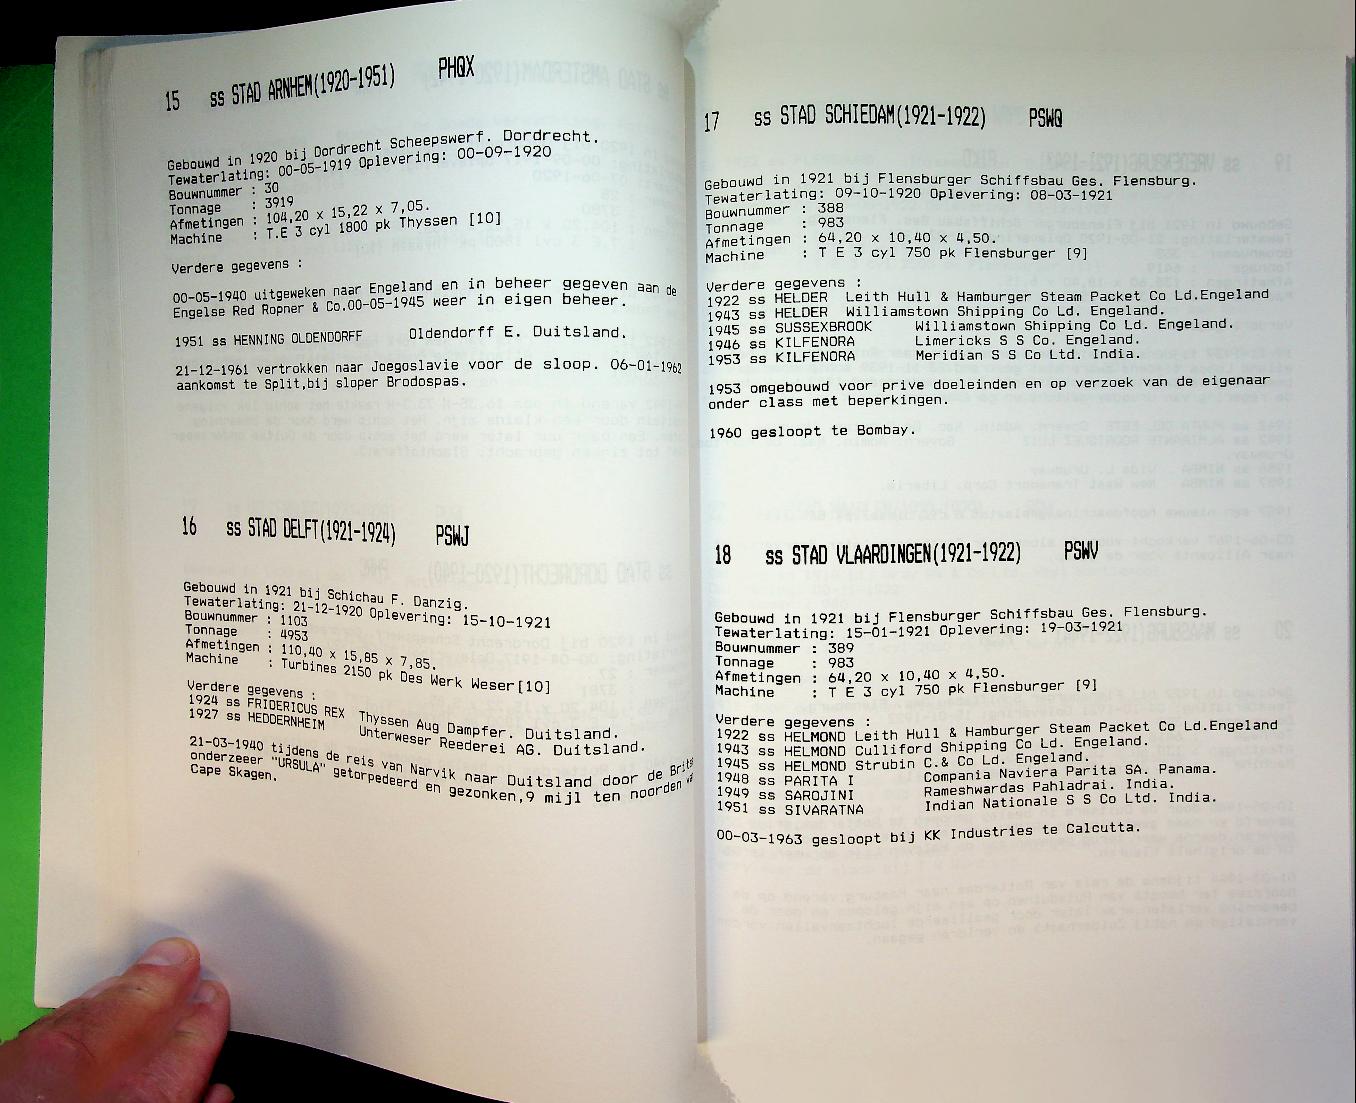 15 ss STAD ARNHEM(1920-1951) PHQX
Gebouwd in 1920 bij Dordrecht Scheepswerf. Dordrecht.
Tewaterlating: 00-05-1919 Oplevering: 00-09-1920
Bouwnummer : 30
Tonnage : 3919
Afmetingen : 104,20 x 15,22 x 7,05.
Machine : T.E 3 cyl 1800 pk Thyssen [10]
Verdere gegevens :
00-05-1940 uitgeweken naar Engeland en in beheer gegeven aan de
Engelse Red Ropner & Co.00-05-1945 weer in eigen beheer.
1951 ss HENNING OLDENDORFF Oldendorff E. Duitsland.
21-12-1961 vertrokken naar Joegoslavie voor de sloop. 06-01-1962
aankomst te Split,bij sloper Brodospas.
16 ss STAD DELFT(1921-1924) PSWJ
Gebouwd in 1921 bij Schichau F. Danzig.
Tewaterlating: 21-12-1920 Oplevering: 15-10-1921
Bouwnummer : 1103
Tonnage : 4953
Afmetingen : 110,40 x 15,85 x 7,85.
Machine : Turbines 2150 pk Des Werk Weser[10]
Verdere gegevens :
1924 ss FRIDERICUS REX Thyssen Aug Dampfer. Duitsland.
1927 ss HEDDERNHEIM Unterweser Reederei AG. Duitsland.
21-03-1940 tijdens de reis van Narvik naar Duitsland door de
onderzeeer "URSULA" getorpedeerd en gezonken,9 mijl ten noorden
Cape Skagen.
17 ss STAD SCHIEDAM(1921-1922) PSWQ
Gebouwd in 1921 bij Flensburger Schiffsbau Ges. Flensburg.
Tewaterlating: 09-10-1920 Oplevering: 08-03-1921
Bouwnummer : 388
Tonnage : 983
Afmetingen : 64,20 x 10,40 x 4,50.
Machine : T E 3 cyl 750 pk Flensburger [9]
Verdere gegevens :
1922 ss HELDER Leith Hull & Hamburger Steam Packet Co Ld.Engeland
1943 ss HELDER Williamstown Shipping Co Ld. Engeland.
1945 ss SUSSEXBROOK Williamstown Shipping Co Ld. Engeland.
1946 ss KILFENORA Limericks S S Co. Engeland.
1953 ss KILFENORA Meridian S S Co Ltd. India.
1953 omgebouwd voor prive doeleinden en op verzoek van de eigenaar
onder class met beperkingen.
1960 gesloopt te Bombay.
18 ss STAD VLAARDINGEN(1921-1922) PSWV
Gebouwd in 1921 bij Flensburger Schiffsbau Ges. Flensburg.
Tewaterlating: 15-01-1921 Oplevering: 19-03-1921
Bouwnummer : 389
Tonnage : 983
Afmetingen : 64,20 x 10,40 x 4,50.
Machine : T E 3 cyl 750 pk Flensburger [9]
Verdere gegevens :
1922 ss HELMOND Leith Hull & Hamburger Steam Packet Co Ld.Engeland
1943 ss HELMOND Culliford Shipping Co Ld. Engeland.
1945 ss HELMOND Strubin C.& Co Ld. Engeland.
1948 ss PARITA I Compania Naviera Parita SA. Panama.
1949 ss SAROJINI Rameshwardas Pahladrai. India.
1951 ss SIVARATNA Indian Nationale S S Co Ltd. India.
00-03-1963 gesloopt bij KK Industries te Calcutta.